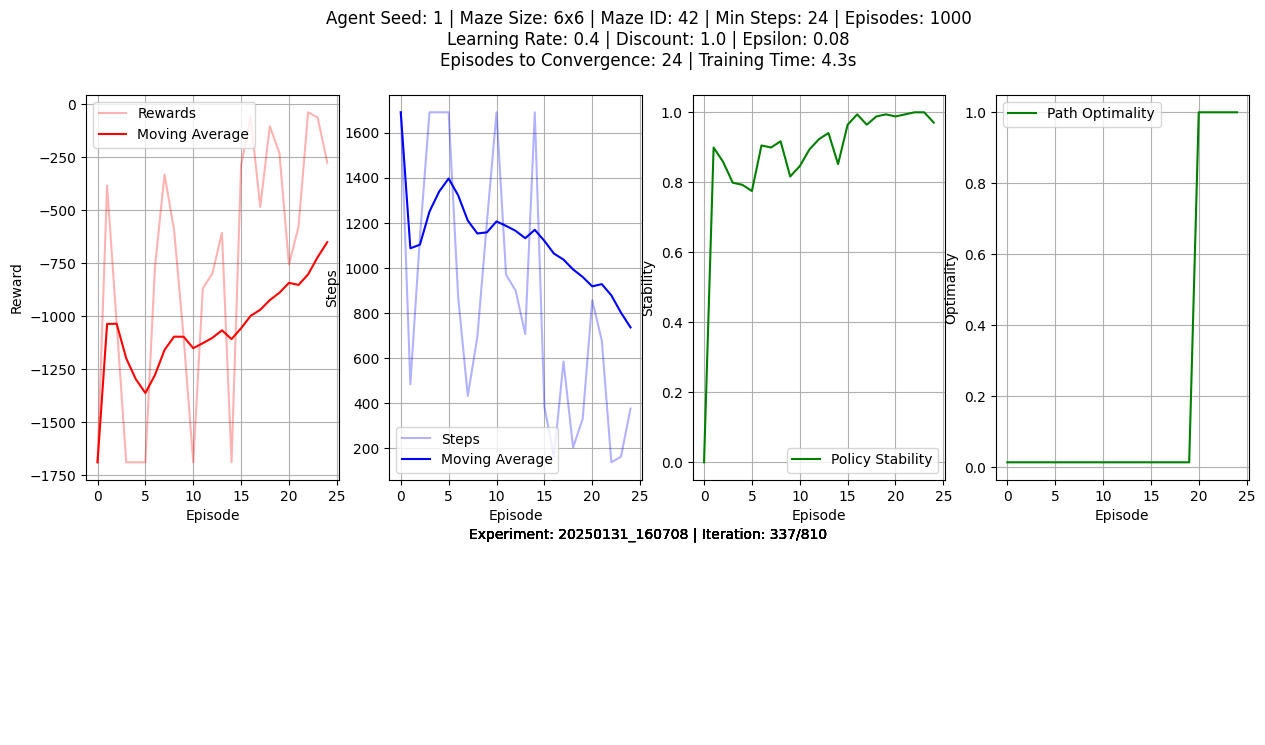 Agent Seed: 1 | Maze Size: 6x6 | Maze ID: 42 | Min Steps: 24 | Episodes: 1000
Learning Rate: 0.4 | Discount: 1.0 | Epsilon: 0.08
Episodes to Convergence: 24 | Training Time: 4.3s
Reward
0
−250
−500
−750
−1000
−1250
−1500
−1750
Rewards
Moving Average
0 5 10 15 20 25
Episode
Steps
1600
1400
1200
1000
800
600
400
200
Steps
Moving Average
0 5 10 15 20 25
Episode
Stability
1.0
0.8
0.6
0.4
0.2
0.0
Policy Stability
0 5 10 15 20 25
Episode
Optimality
1.0
0.8
0.6
0.4
0.2
0.0
Path Optimality
0 5 10 15 20 25
Episode
Experiment: 20250131_160708 | Iteration: 337/810